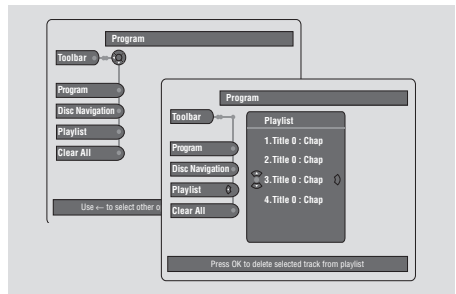 Program
Toolbar
Program
Disc Navigation
Playlist
Clear All
Use ← to select other o
Program
Toolbar
Program
Disc Navigation
Playlist
Clear All
Playlist
1.Title 0 : Chap
2.Title 0 : Chap
3.Title 0 : Chap
4.Title 0 : Chap
Press OK to delete selected track from playlist